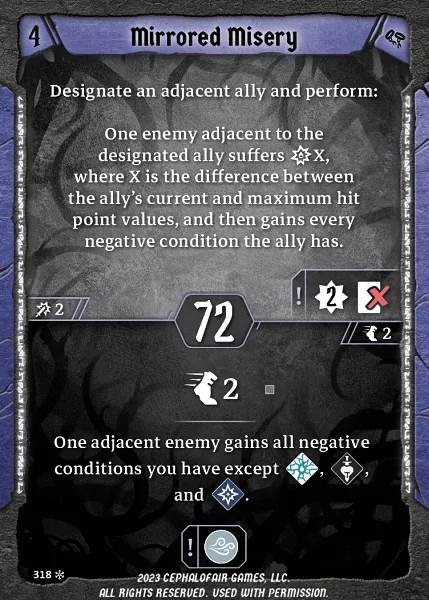 4 Mirrored Misery
Designate an adjacent ally and perform:
One enemy adjacent to the
designated ally suffers X,
where X is the difference between
the ally's current and maximum hit
point values, and then gains every
negative condition the ally has.
! 2
2
72
2
2
One adjacent enemy gains all negative
conditions you have except , ,
and .
!
318
2023 CEPHALOFAIR GAMES, LLC.
ALL RIGHTS RESERVED. USED WITH PERMISSION.